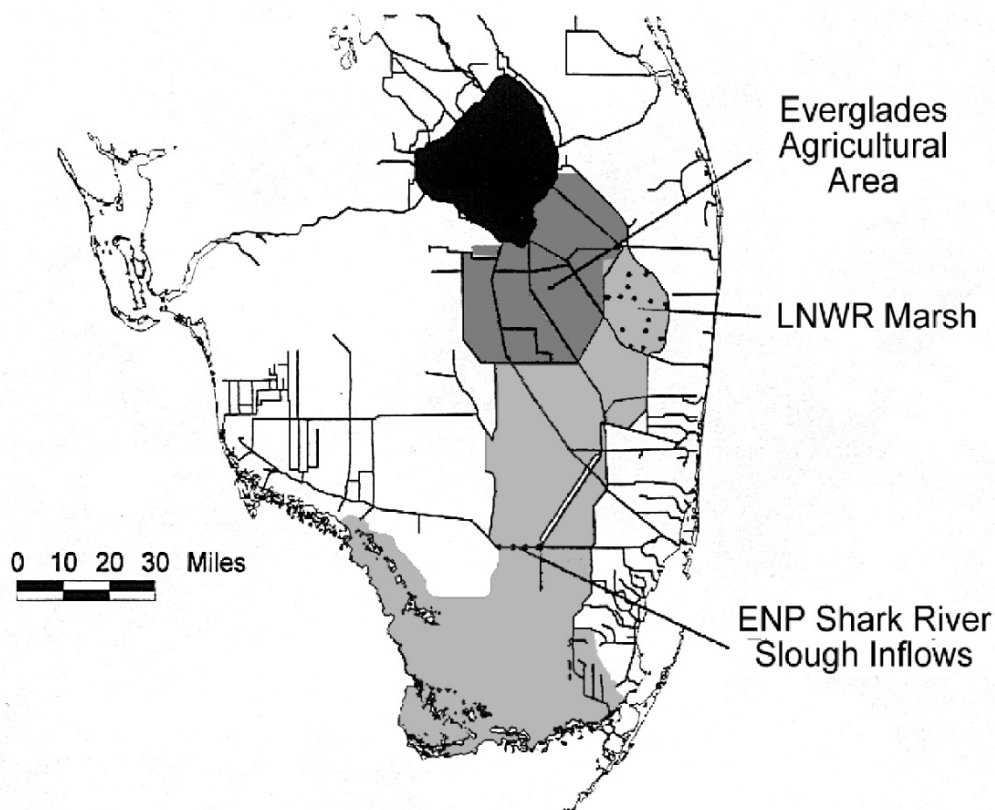 Everglades
Agricultural
Area
LNWR Marsh
0 10 20 30 Miles
ENP Shark River
Slough Inflows